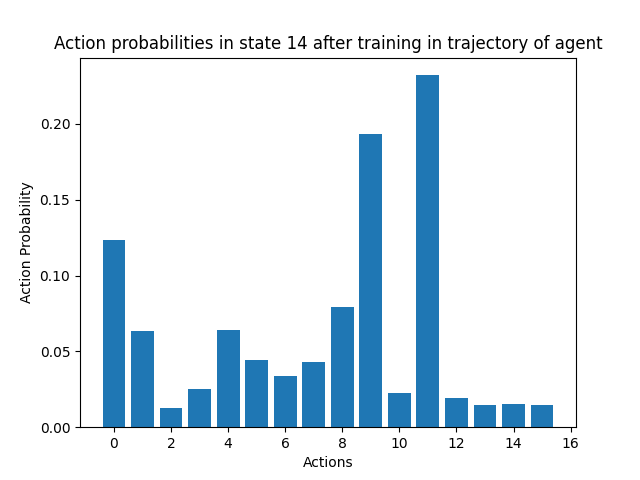 Action probabilities in state 14 after training in trajectory of agent
0.20
0.15
0.10
0.05
0.00
Action Probability
0 2 4 6 8 10 12 14 16
Actions